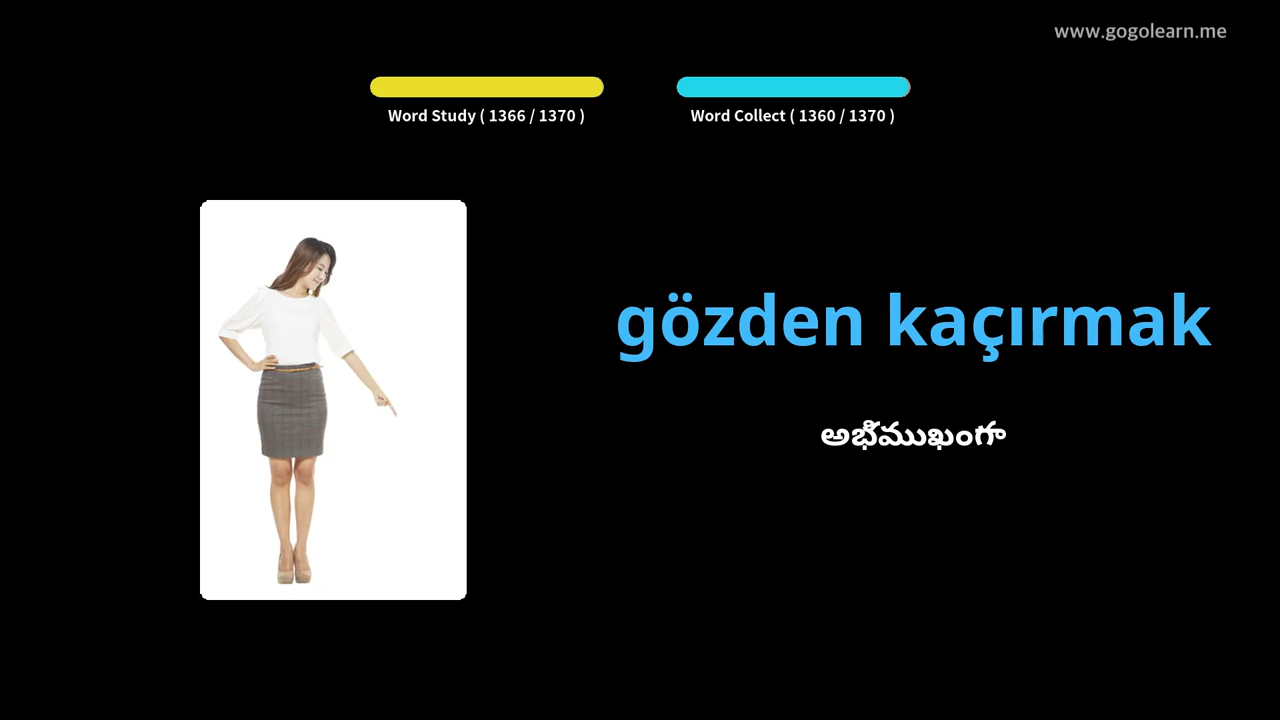 www.gogolearn.me
Word Study ( 1366 / 1370 )
Word Collect ( 1360 / 1370 )
gözden kaçırmak
అభిముఖంగా